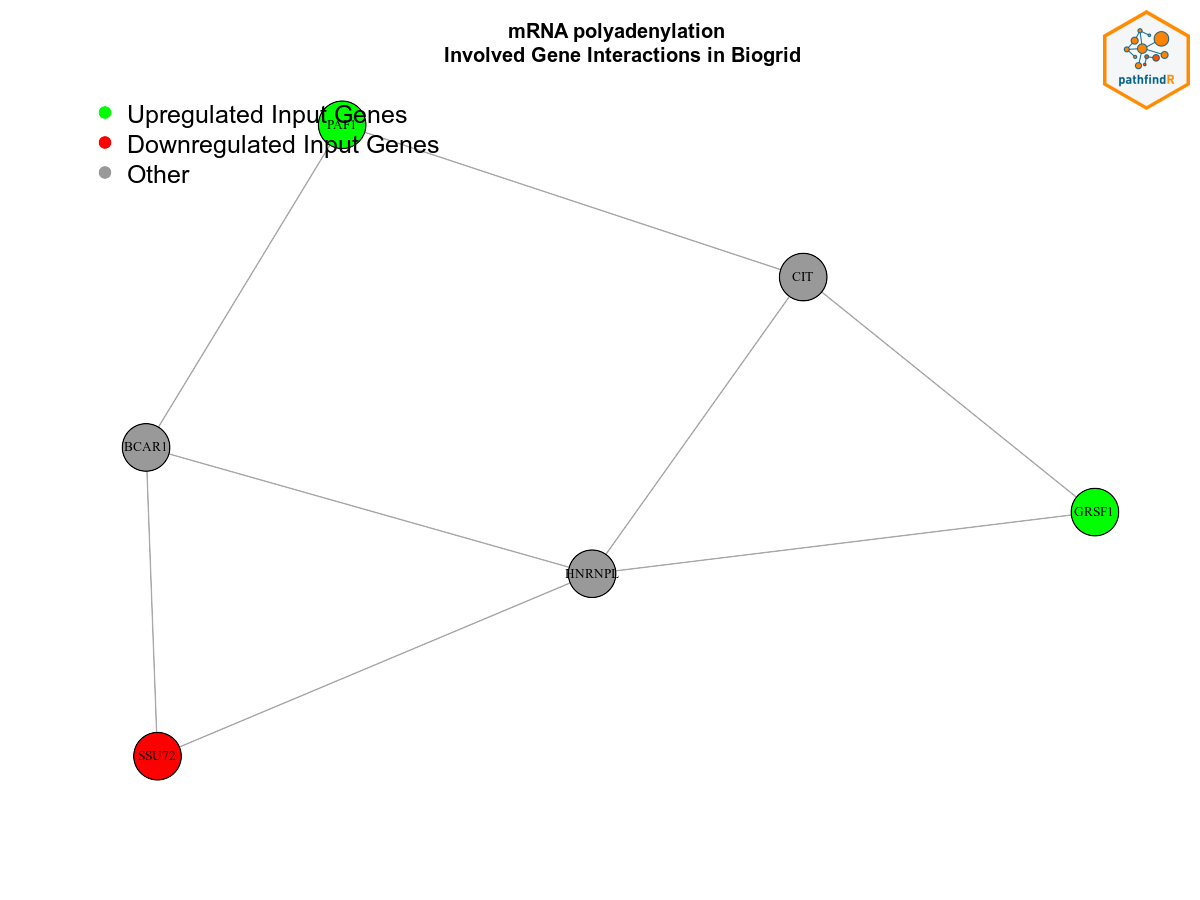 mRNA polyadenylation
Involved Gene Interactions in Biogrid
pathfindR
Upregulated Input Genes
Downregulated Input Genes
Other
PAF1
CIT
BCAR1
GRSF1
HNRNPL
SSU72